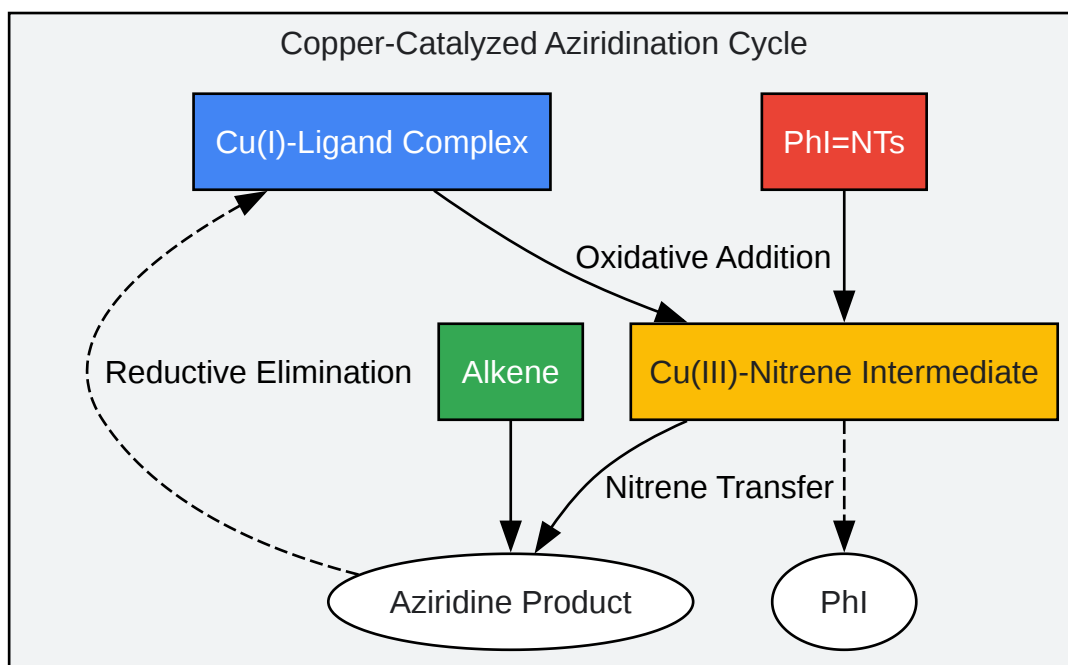 Copper-Catalyzed Aziridination Cycle
Cu(I)-Ligand Complex
PhI=NTs
Oxidative Addition
Reductive Elimination
Alkene
Cu(III)-Nitrene Intermediate
Nitrene Transfer
Aziridine Product
PhI